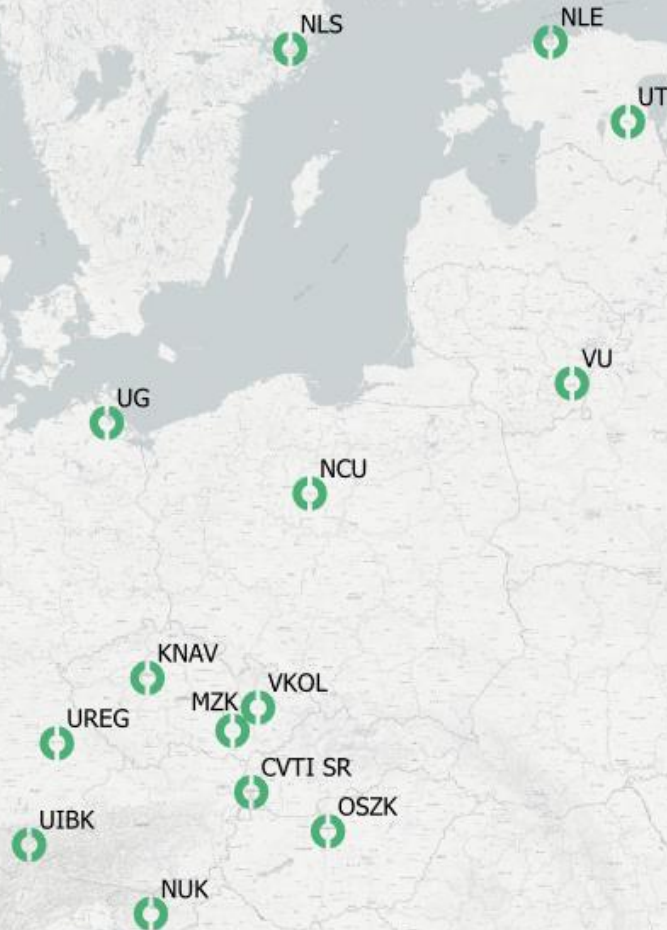 NLS
NLE
UT
VU
UG
NCU
KNAV
VKOL
MZK
UREG
CVTI SR
OSZK
UIBK
NUK